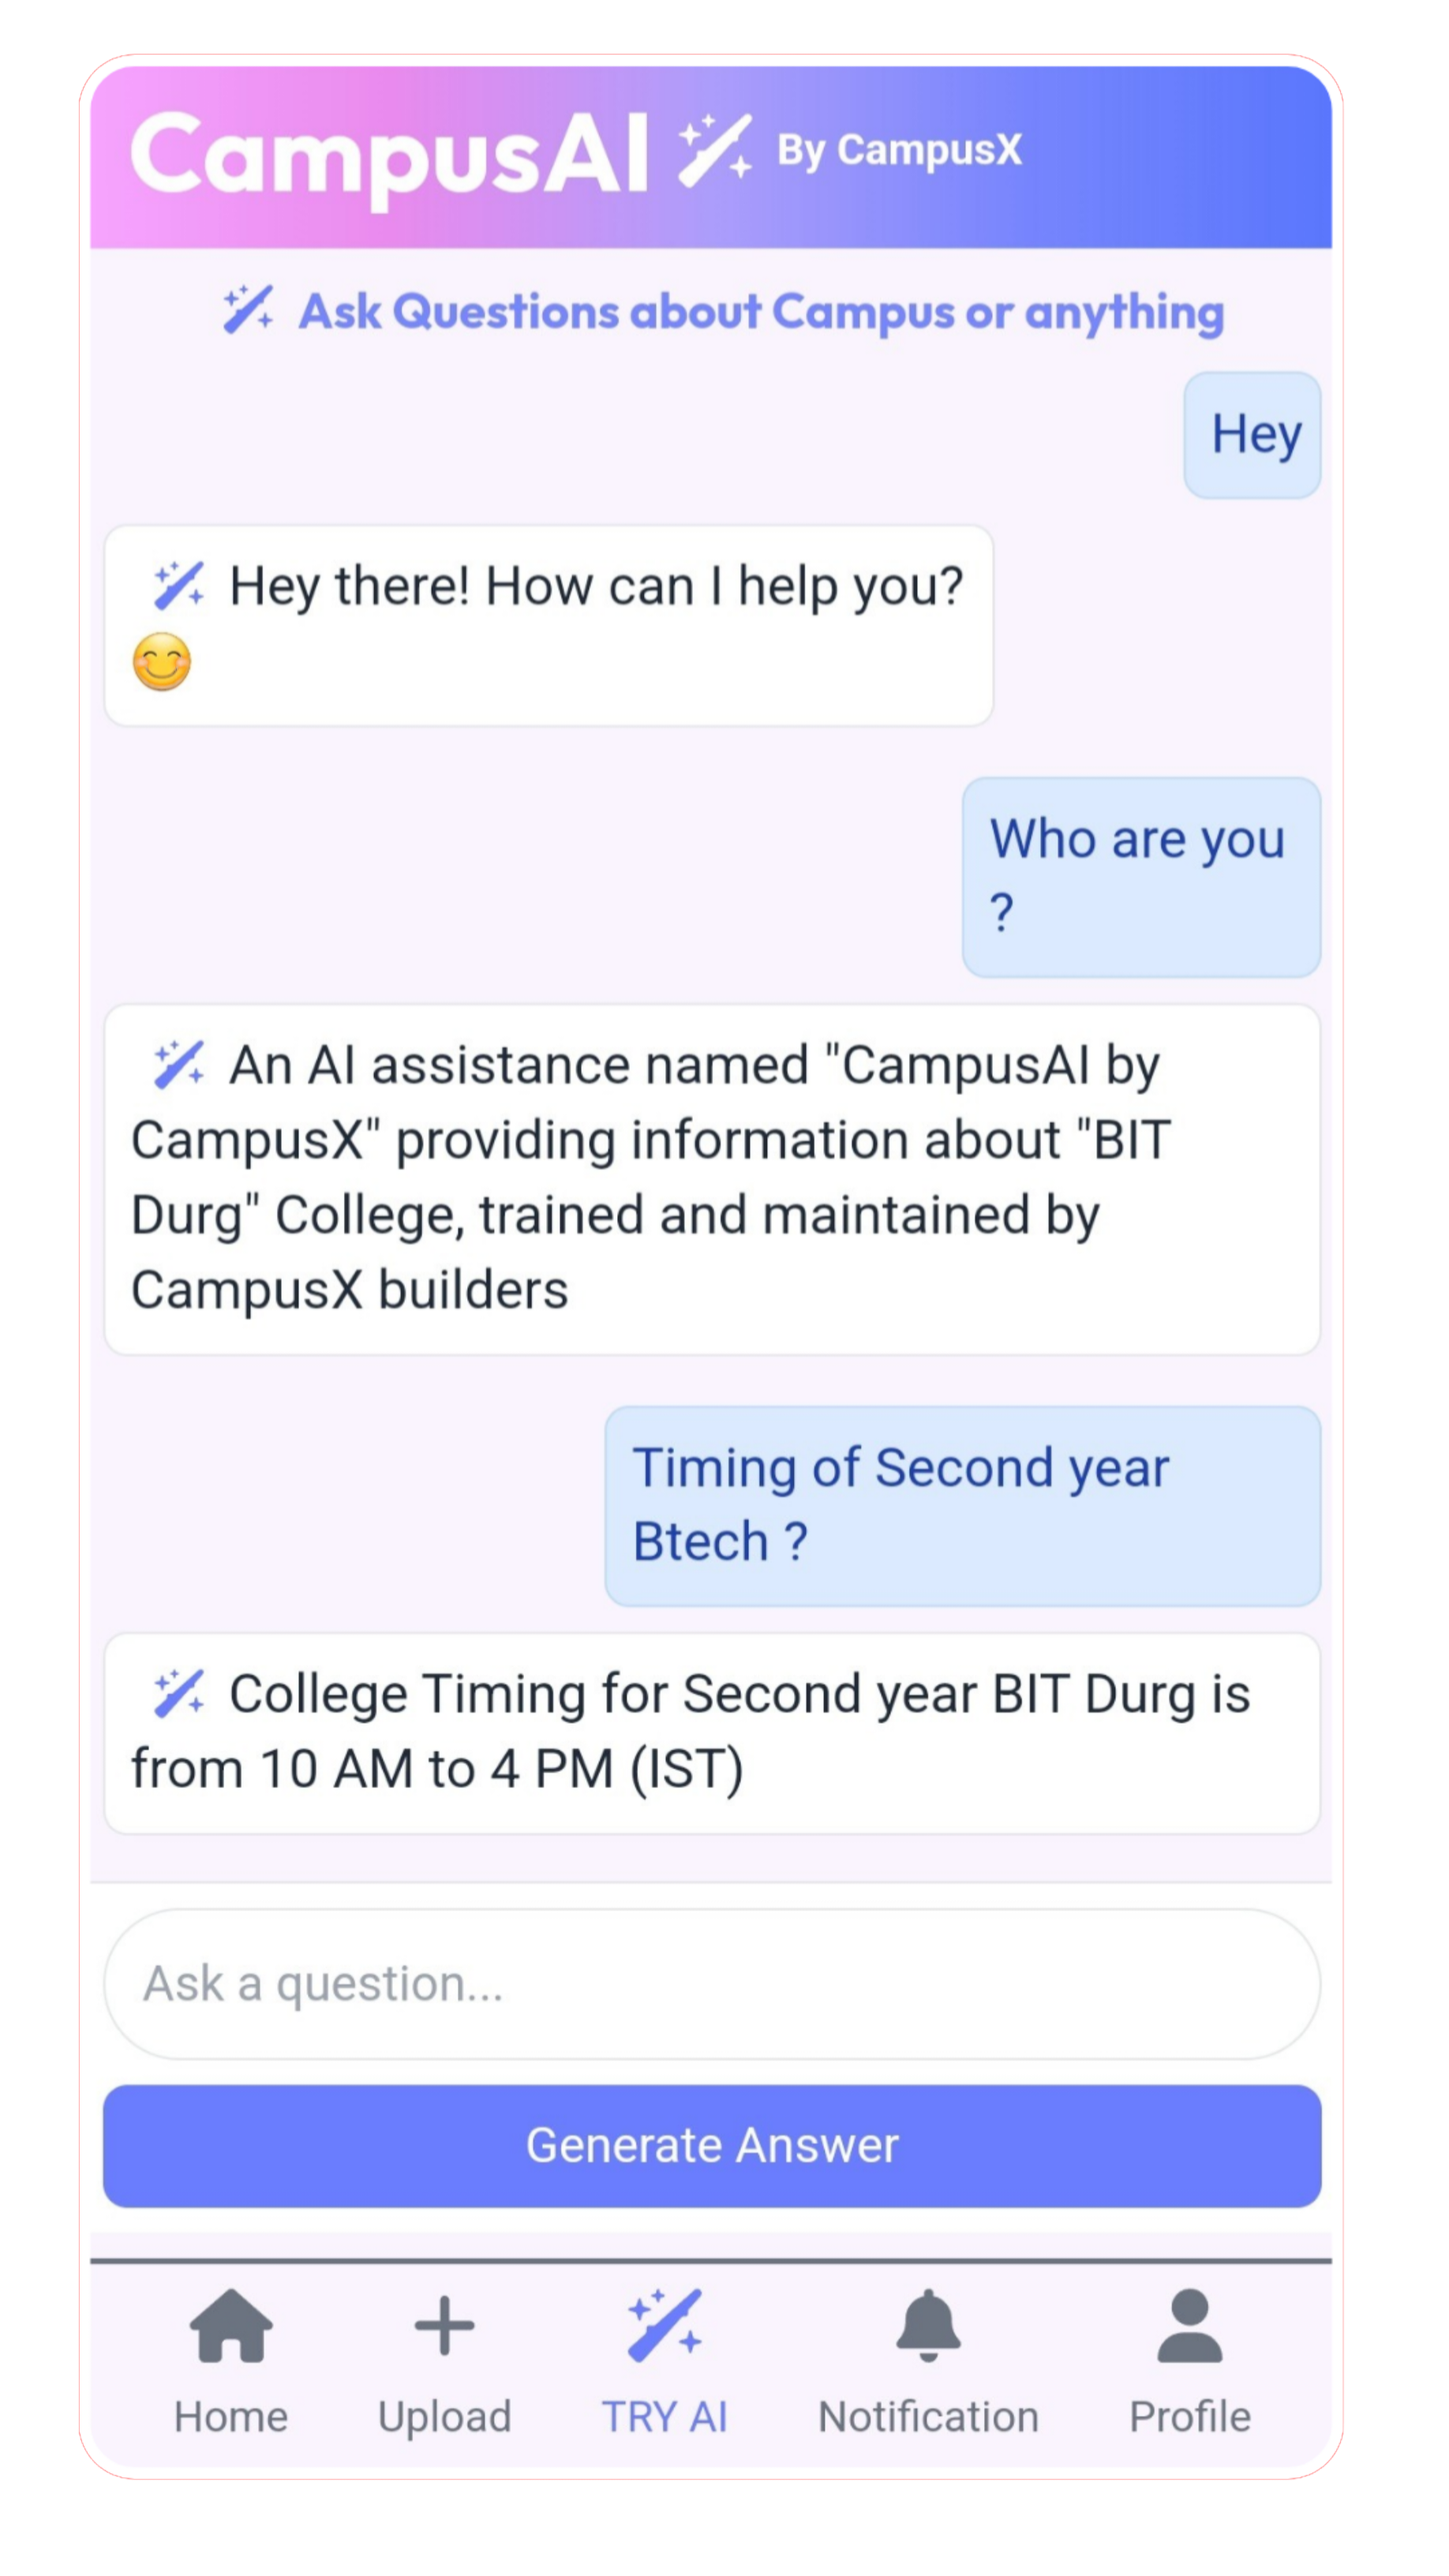 CampusAI By CampusX
Ask Questions about Campus or anything
Hey
Hey there! How can I help you?
😊
Who are you
?
An AI assistance named "CampusAI by
CampusX" providing information about "BIT
Durg" College, trained and maintained by
CampusX builders
Timing of Second year
Btech ?
College Timing for Second year BIT Durg is
from 10 AM to 4 PM (IST)
Ask a question...
Generate Answer
Home Upload TRY AI Notification Profile